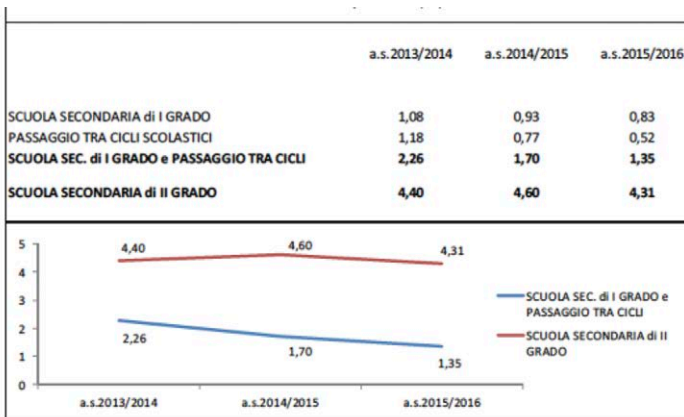 a.s.2013/2014 a.s.2014/2015 a.s.2015/2016
SCUOLA SECONDARIA di I GRADO 1,08 0,93 0,83
PASSAGGIO TRA CICLI SCOLASTICI 1,18 0,77 0,52
SCUOLA SEC. di I GRADO e PASSAGGIO TRA CICLI 2,26 1,70 1,35
SCUOLA SECONDARIA di II GRADO 4,40 4,60 4,31
5
4
3
2
1
0
4,40 4,60 4,31
2,26 1,70 1,35
a.s.2013/2014 a.s.2014/2015 a.s.2015/2016
SCUOLA SEC. di I GRADO e
PASSAGGIO TRA CICLI
SCUOLA SECONDARIA di II
GRADO